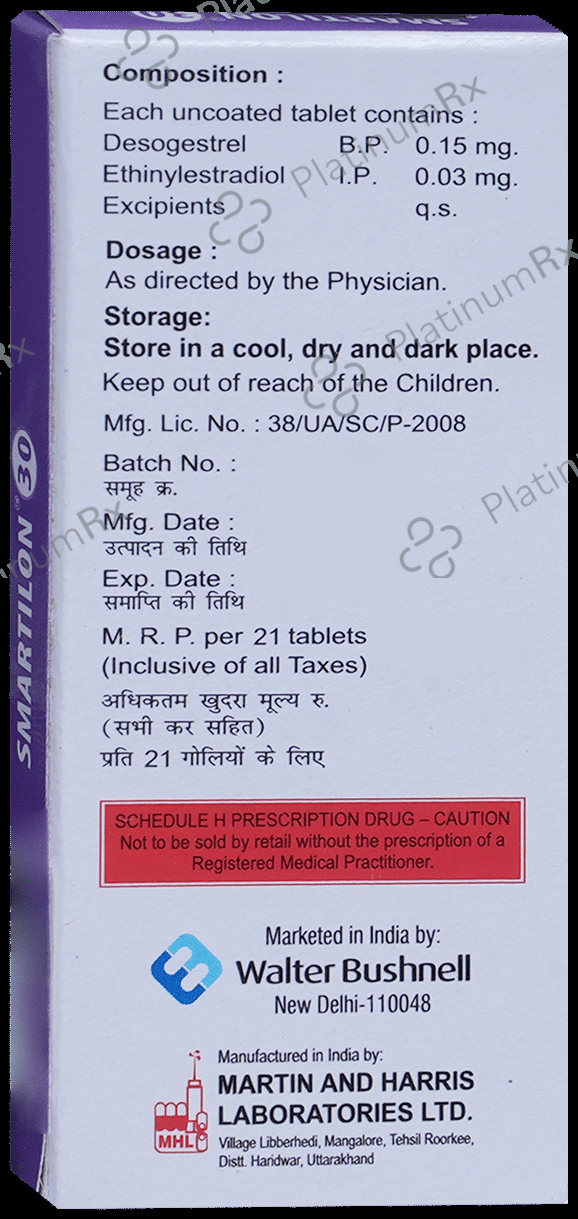 SMARTILON® 30
Composition :
Each uncoated tablet contains :
Desogestrel B.P. 0.15 mg.
Ethinylestradiol I.P. 0.03 mg.
Excipients q.s.
Dosage :
As directed by the Physician.
Storage:
Store in a cool, dry and dark place.
Keep out of reach of the Children.
Mfg. Lic. No. : 38/UA/SC/P-2008
Batch No. :
समूह क्र.
Mfg. Date :
उत्पादन की तिथि
Exp. Date :
समाप्ति की तिथि
M. R. P. per 21 tablets
(Inclusive of all Taxes)
अधिकतम खुदरा मूल्य रु.
(सभी कर सहित)
प्रति 21 गोलियों के लिए
SCHEDULE H PRESCRIPTION DRUG – CAUTION
Not to be sold by retail without the prescription of a
Registered Medical Practitioner.
Marketed in India by:
Walter Bushnell
New Delhi-110048
Manufactured in India by:
MARTIN AND HARRIS
LABORATORIES LTD.
MHL
Village Libberhedi, Mangalore, Tehsil Roorkee,
Distt. Haridwar, Uttarakhand
PlatinumRx
PlatinumRx